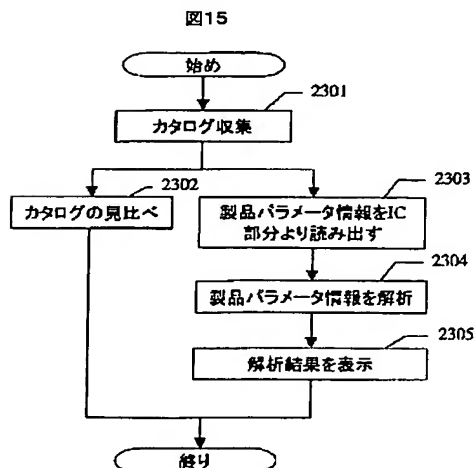 図15
始め
2301
カタログ収集
2302
カタログの見比べ
2303
製品パラメータ情報をIC
部分より読み出す
2304
製品パラメータ情報を解析
2305
解析結果を表示
終り